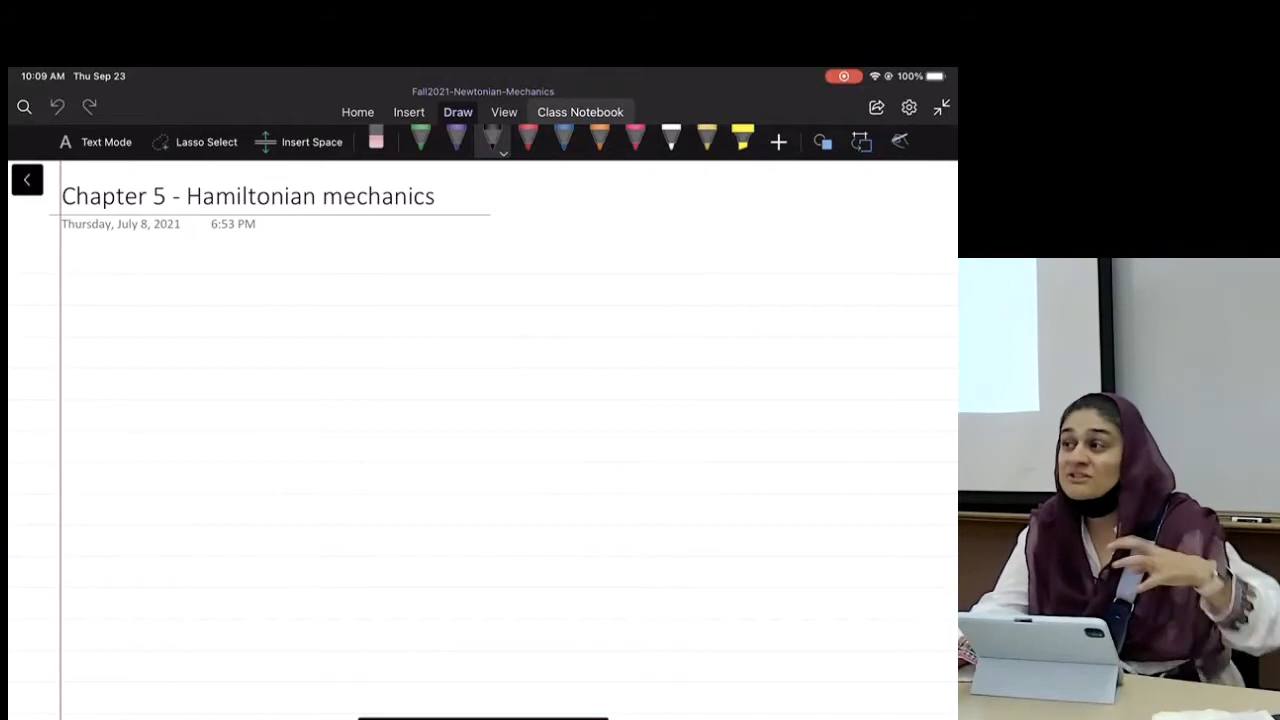 10:09 AM Thu Sep 23
100%
Fall2021-Newtonian-Mechanics
Home Insert Draw View Class Notebook
Text Mode Lasso Select Insert Space
Chapter 5 - Hamiltonian mechanics
Thursday, July 8, 2021 6:53 PM